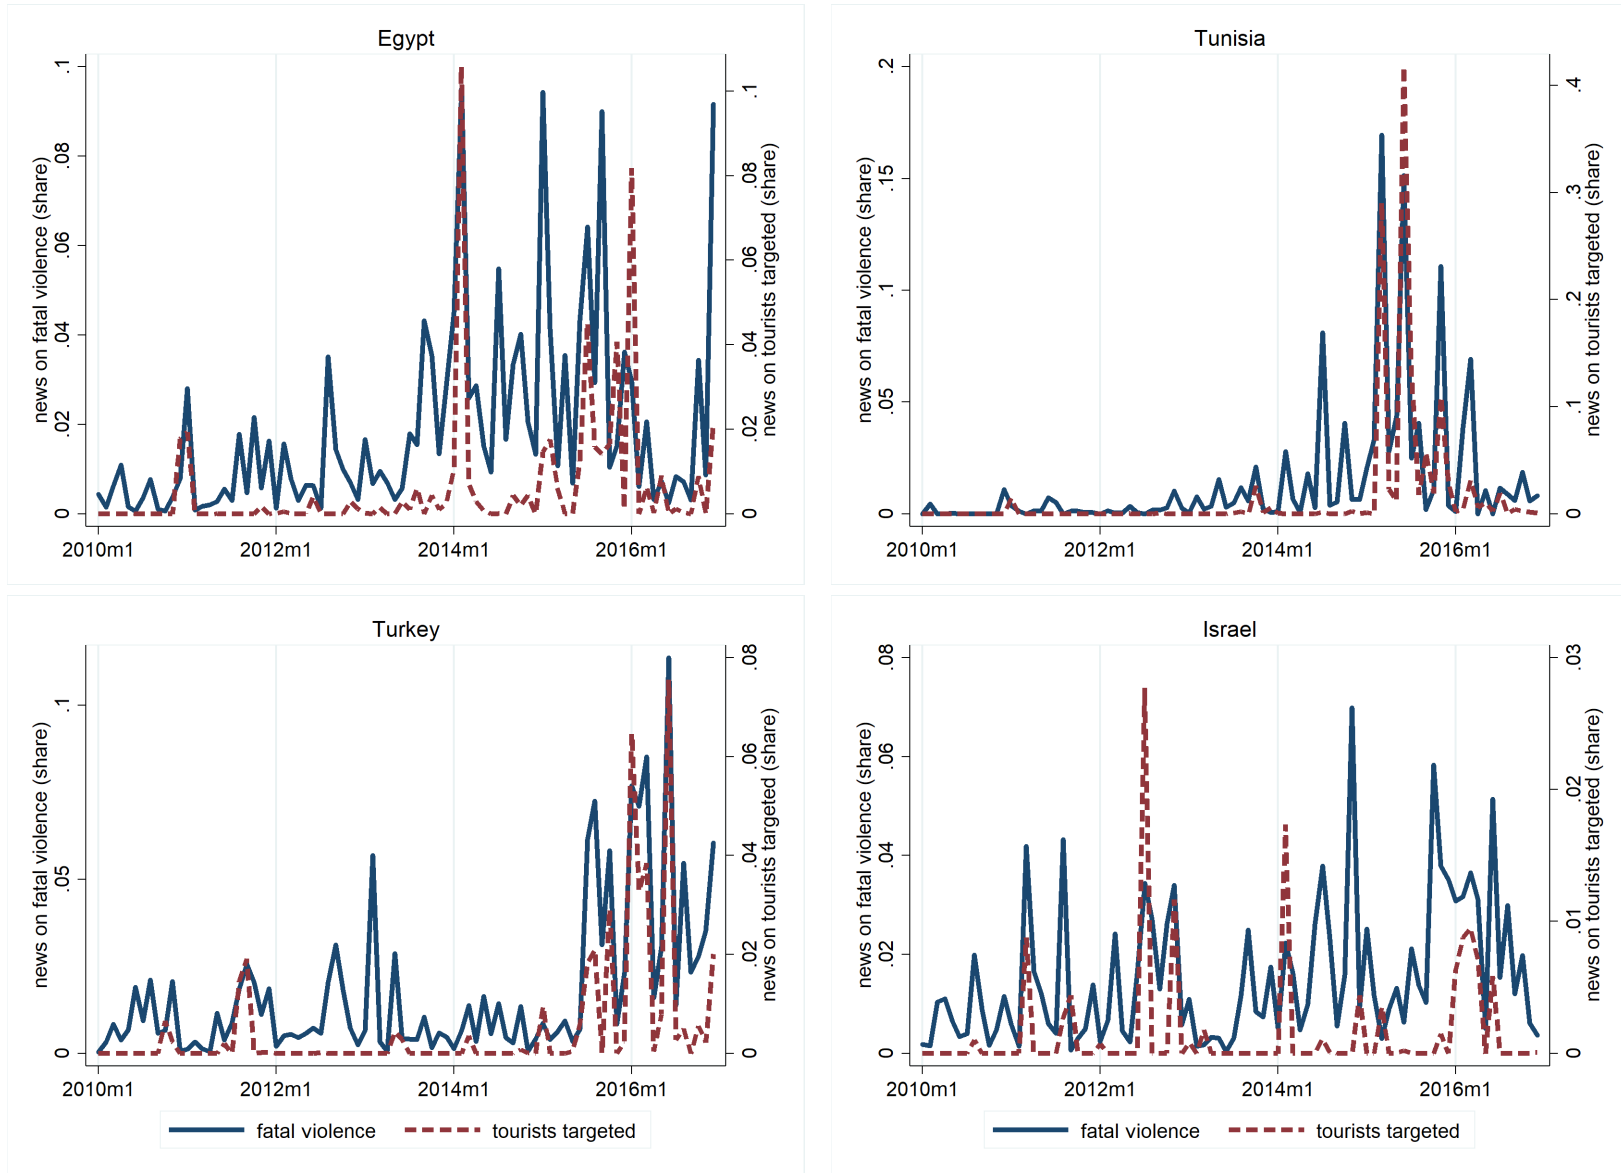 Egypt
news on fatal violence (share)
0 .02 .04 .06 .08 .1
news on tourists targeted (share)
0 .02 .04 .06 .08 .1
2010m1 2012m1 2014m1 2016m1
Tunisia
news on fatal violence (share)
0 .05 .1 .15 .2
news on tourists targeted (share)
0 .1 .2 .3 .4
2010m1 2012m1 2014m1 2016m1
Turkey
news on fatal violence (share)
0 .05 .1
news on tourists targeted (share)
0 .02 .04 .06 .08
2010m1 2012m1 2014m1 2016m1
fatal violence tourists targeted
Israel
news on fatal violence (share)
0 .02 .04 .06 .08
news on tourists targeted (share)
0 .01 .02 .03
2010m1 2012m1 2014m1 2016m1
fatal violence tourists targeted